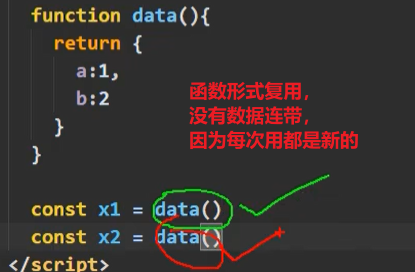 function data(){
return {
a:1,
b:2
}
}
函数形式复用，
没有数据连带，
因为每次用都是新的
const x1 = data()
const x2 = data()
</script>